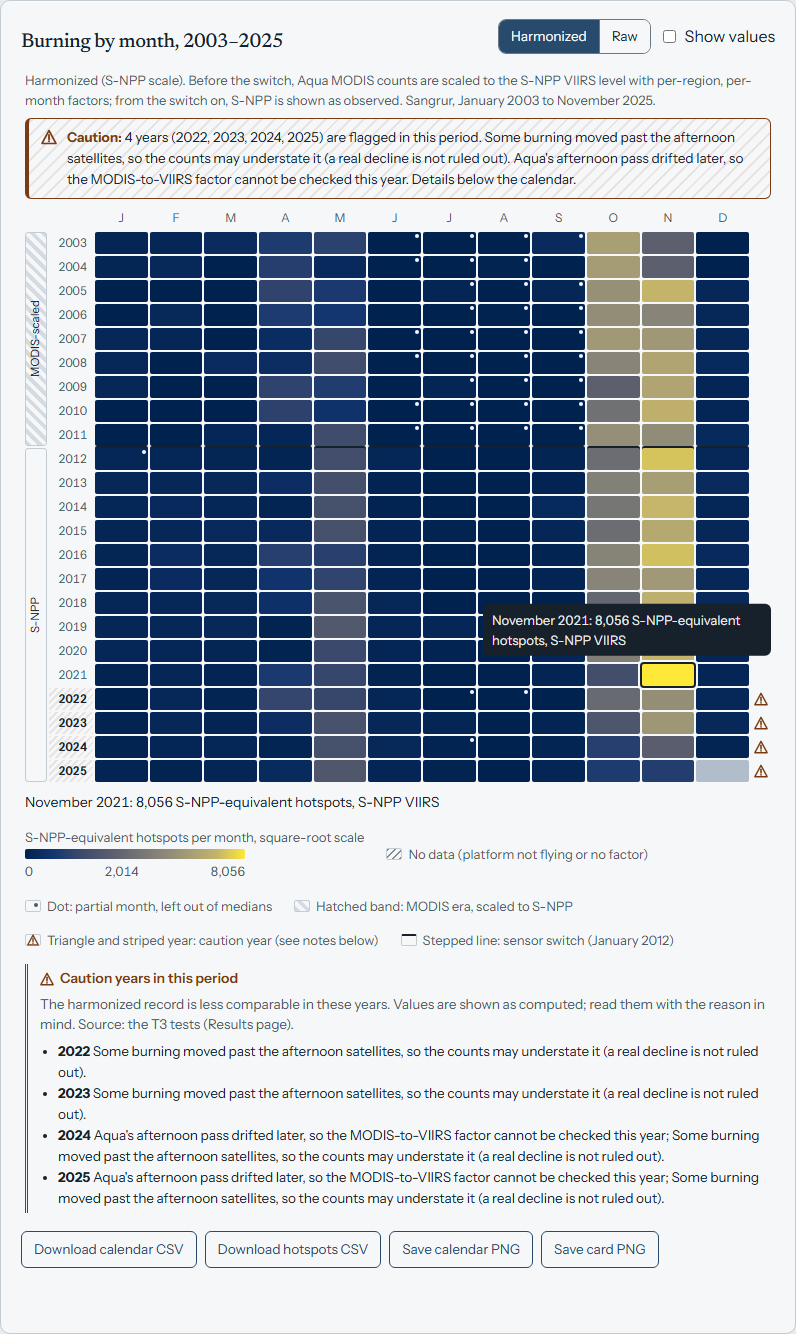 Burning by month, 2003–2025
Harmonized Raw Show values
Harmonized (S-NPP scale). Before the switch, Aqua MODIS counts are scaled to the S-NPP VIIRS level with per-region, per-
month factors; from the switch on, S-NPP is shown as observed. Sangrur, January 2003 to November 2025.
Caution: 4 years (2022, 2023, 2024, 2025) are flagged in this period. Some burning moved past the afternoon
satellites, so the counts may understate it (a real decline is not ruled out). Aqua's afternoon pass drifted later, so
the MODIS-to-VIIRS factor cannot be checked this year. Details below the calendar.
J F M A M J J A S O N D
MODIS-scaled
2003
2004
2005
2006
2007
2008
2009
2010
2011
S-NPP
2012
2013
2014
2015
2016
2017
2018
2019
2020
2021
2022
2023
2024
2025
November 2021: 8,056 S-NPP-equivalent
hotspots, S-NPP VIIRS
November 2021: 8,056 S-NPP-equivalent hotspots, S-NPP VIIRS
S-NPP-equivalent hotspots per month, square-root scale
0 2,014 8,056
No data (platform not flying or no factor)
Dot: partial month, left out of medians
Hatched band: MODIS era, scaled to S-NPP
Triangle and striped year: caution year (see notes below)
Stepped line: sensor switch (January 2012)
Caution years in this period
The harmonized record is less comparable in these years. Values are shown as computed; read them with the reason in
mind. Source: the T3 tests (Results page).
• 2022 Some burning moved past the afternoon satellites, so the counts may understate it (a real decline is not ruled
out).
• 2023 Some burning moved past the afternoon satellites, so the counts may understate it (a real decline is not ruled
out).
• 2024 Aqua's afternoon pass drifted later, so the MODIS-to-VIIRS factor cannot be checked this year; Some burning
moved past the afternoon satellites, so the counts may understate it (a real decline is not ruled out).
• 2025 Aqua's afternoon pass drifted later, so the MODIS-to-VIIRS factor cannot be checked this year; Some burning
moved past the afternoon satellites, so the counts may understate it (a real decline is not ruled out).
Download calendar CSV
Download hotspots CSV
Save calendar PNG
Save card PNG